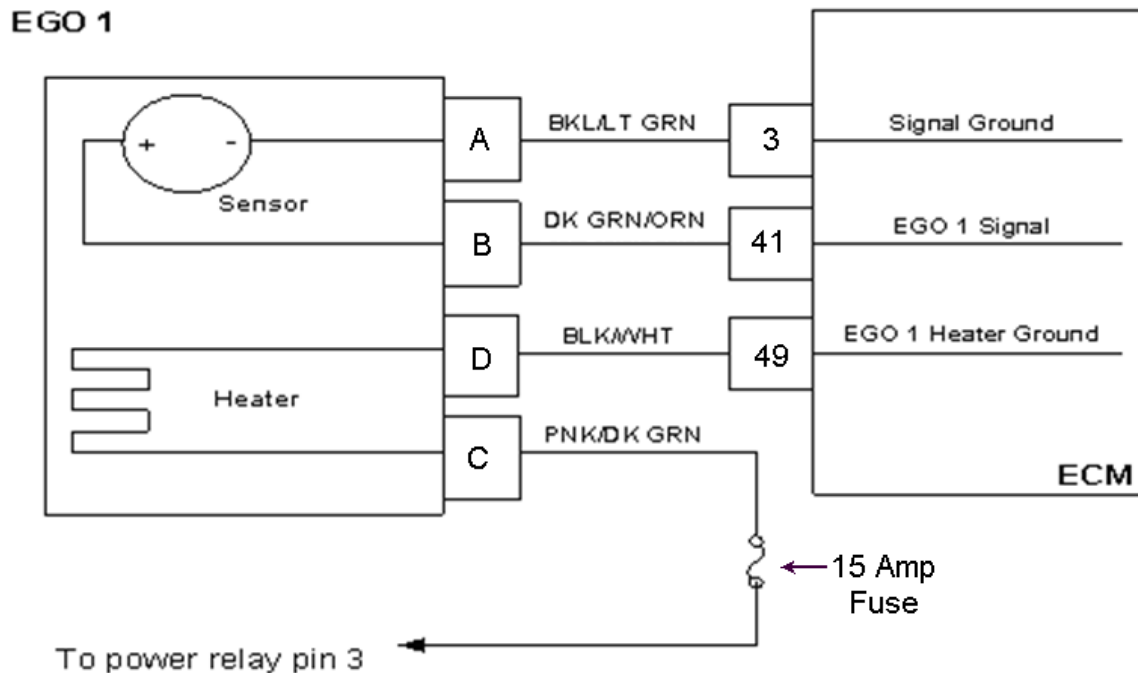 EGO 1
A
BKL/LT GRN
3
Signal Ground
+ -
Sensor
B
DK GRN/ORN
41
EGO 1 Signal
D
BLK/WHT
49
EGO 1 Heater Ground
Heater
C
PNK/DK GRN
ECM
15 Amp
Fuse
To power relay pin 3